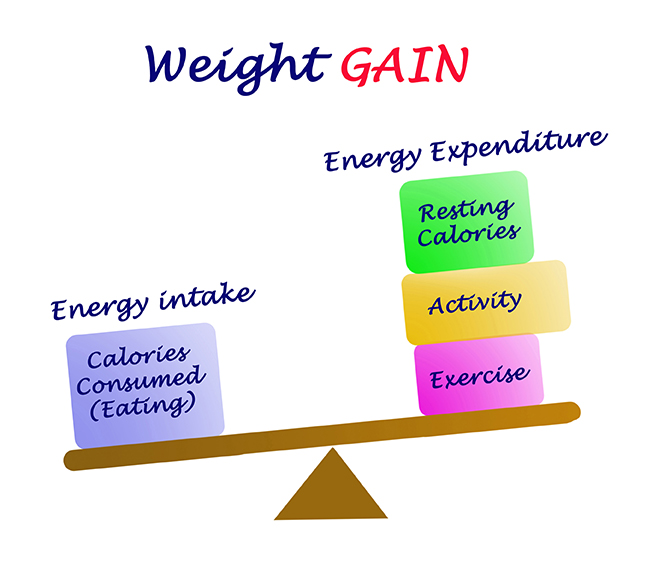 Weight GAIN
Energy Expenditure
Resting
Calories
Activity
Exercise
Energy intake
Calories
Consumed
(Eating)